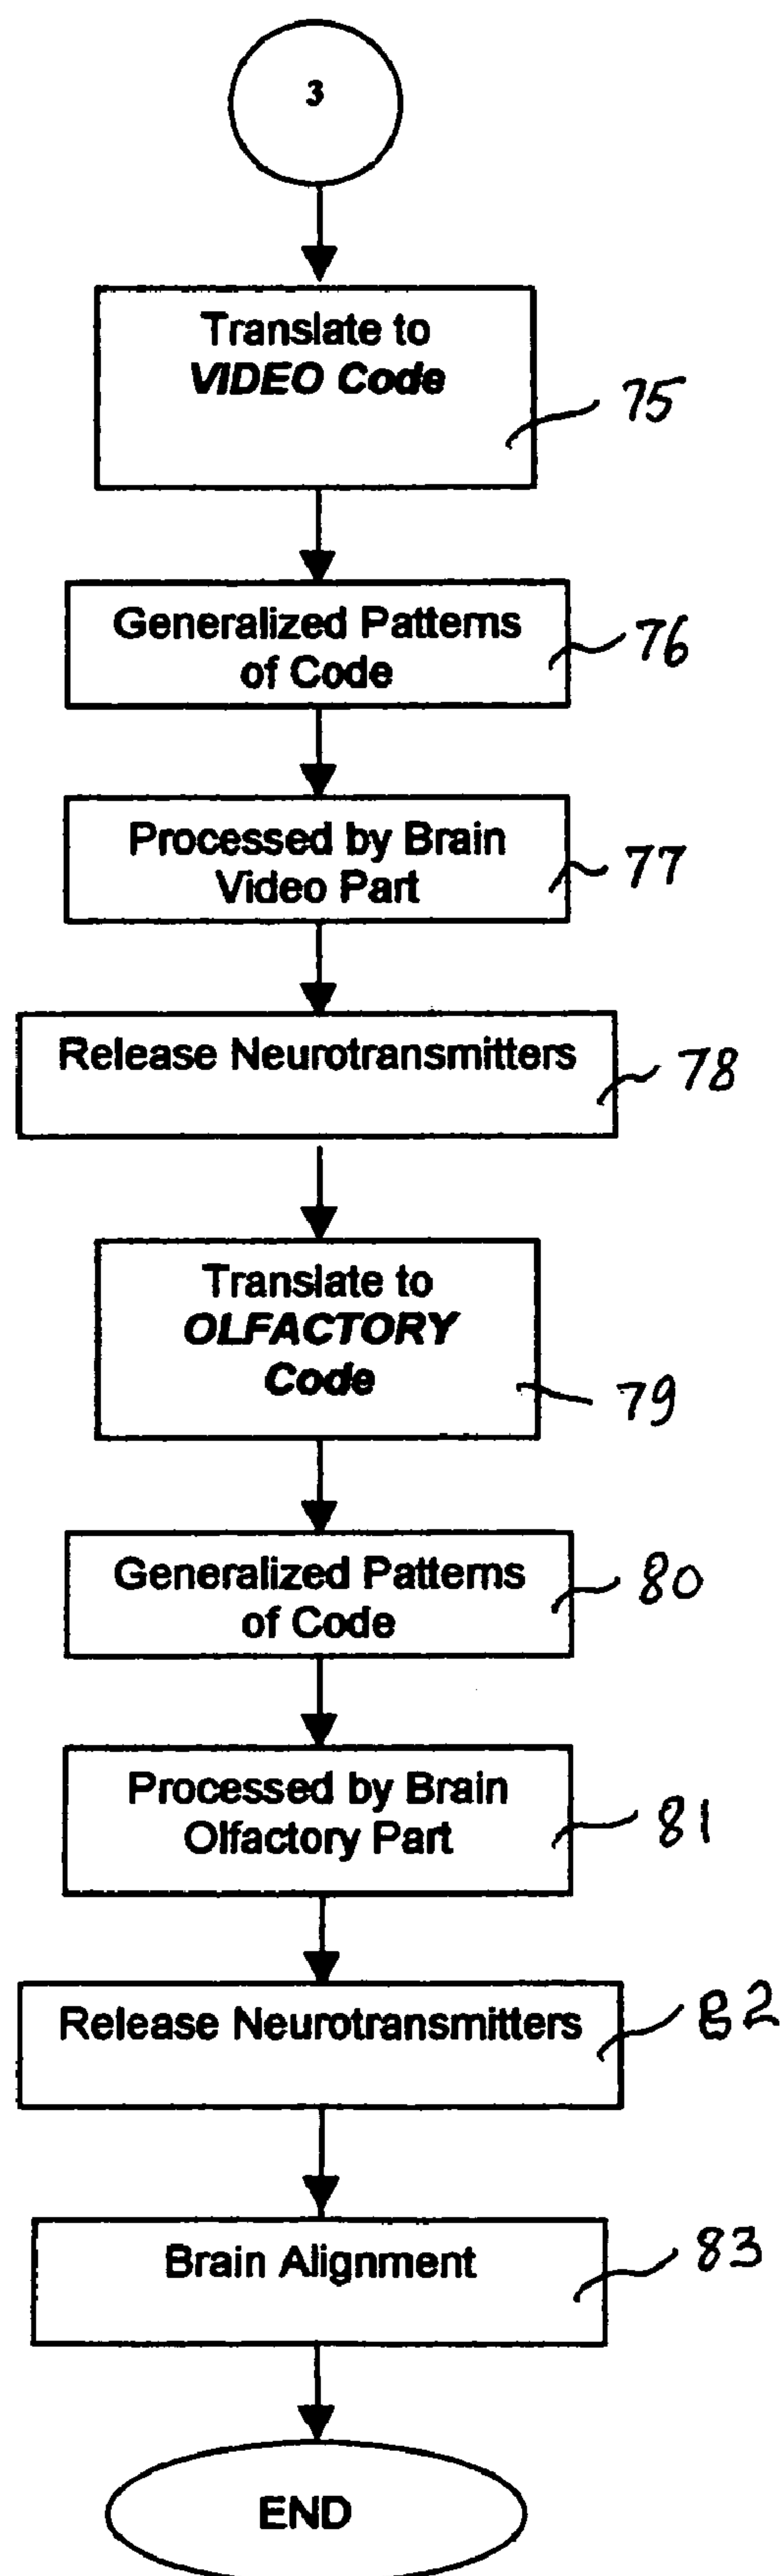 3
Translate to
VIDEO Code
75
Generalized Patterns
of Code
76
Processed by Brain
Video Part
77
Release Neurotransmitters
78
Translate to
OLFACTORY
Code
79
Generalized Patterns
of Code
80
Processed by Brain
Olfactory Part
81
Release Neurotransmitters
82
Brain Alignment
83
END